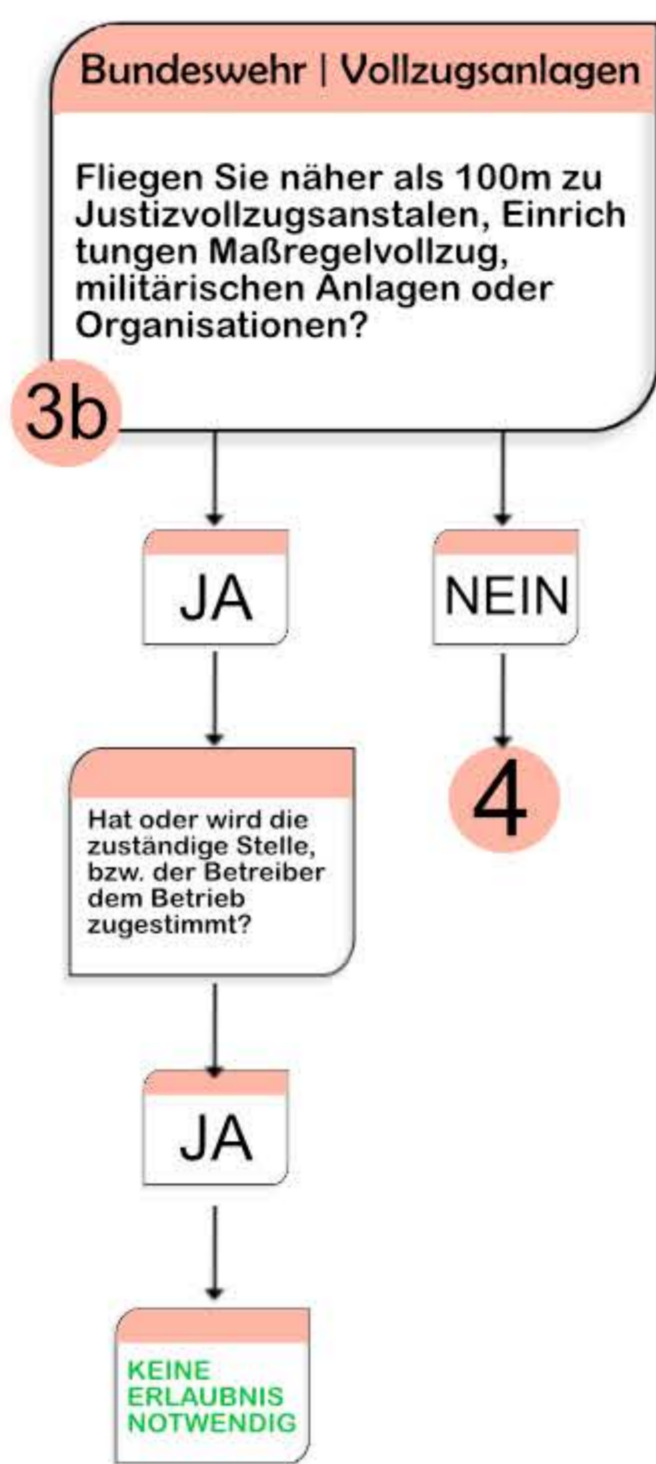 Bundeswehr | Vollzugsanlagen
Fliegen Sie näher als 100m zu
Justizvollzugsanstalen, Einrich
tungen Maßregelvollzug,
militärischen Anlagen oder
Organisationen?
3b
JA
NEIN
4
Hat oder wird die
zuständige Stelle,
bzw. der Betreiber
dem Betrieb
zugestimmt?
JA
KEINE
ERLAUBNIS
NOTWENDIG